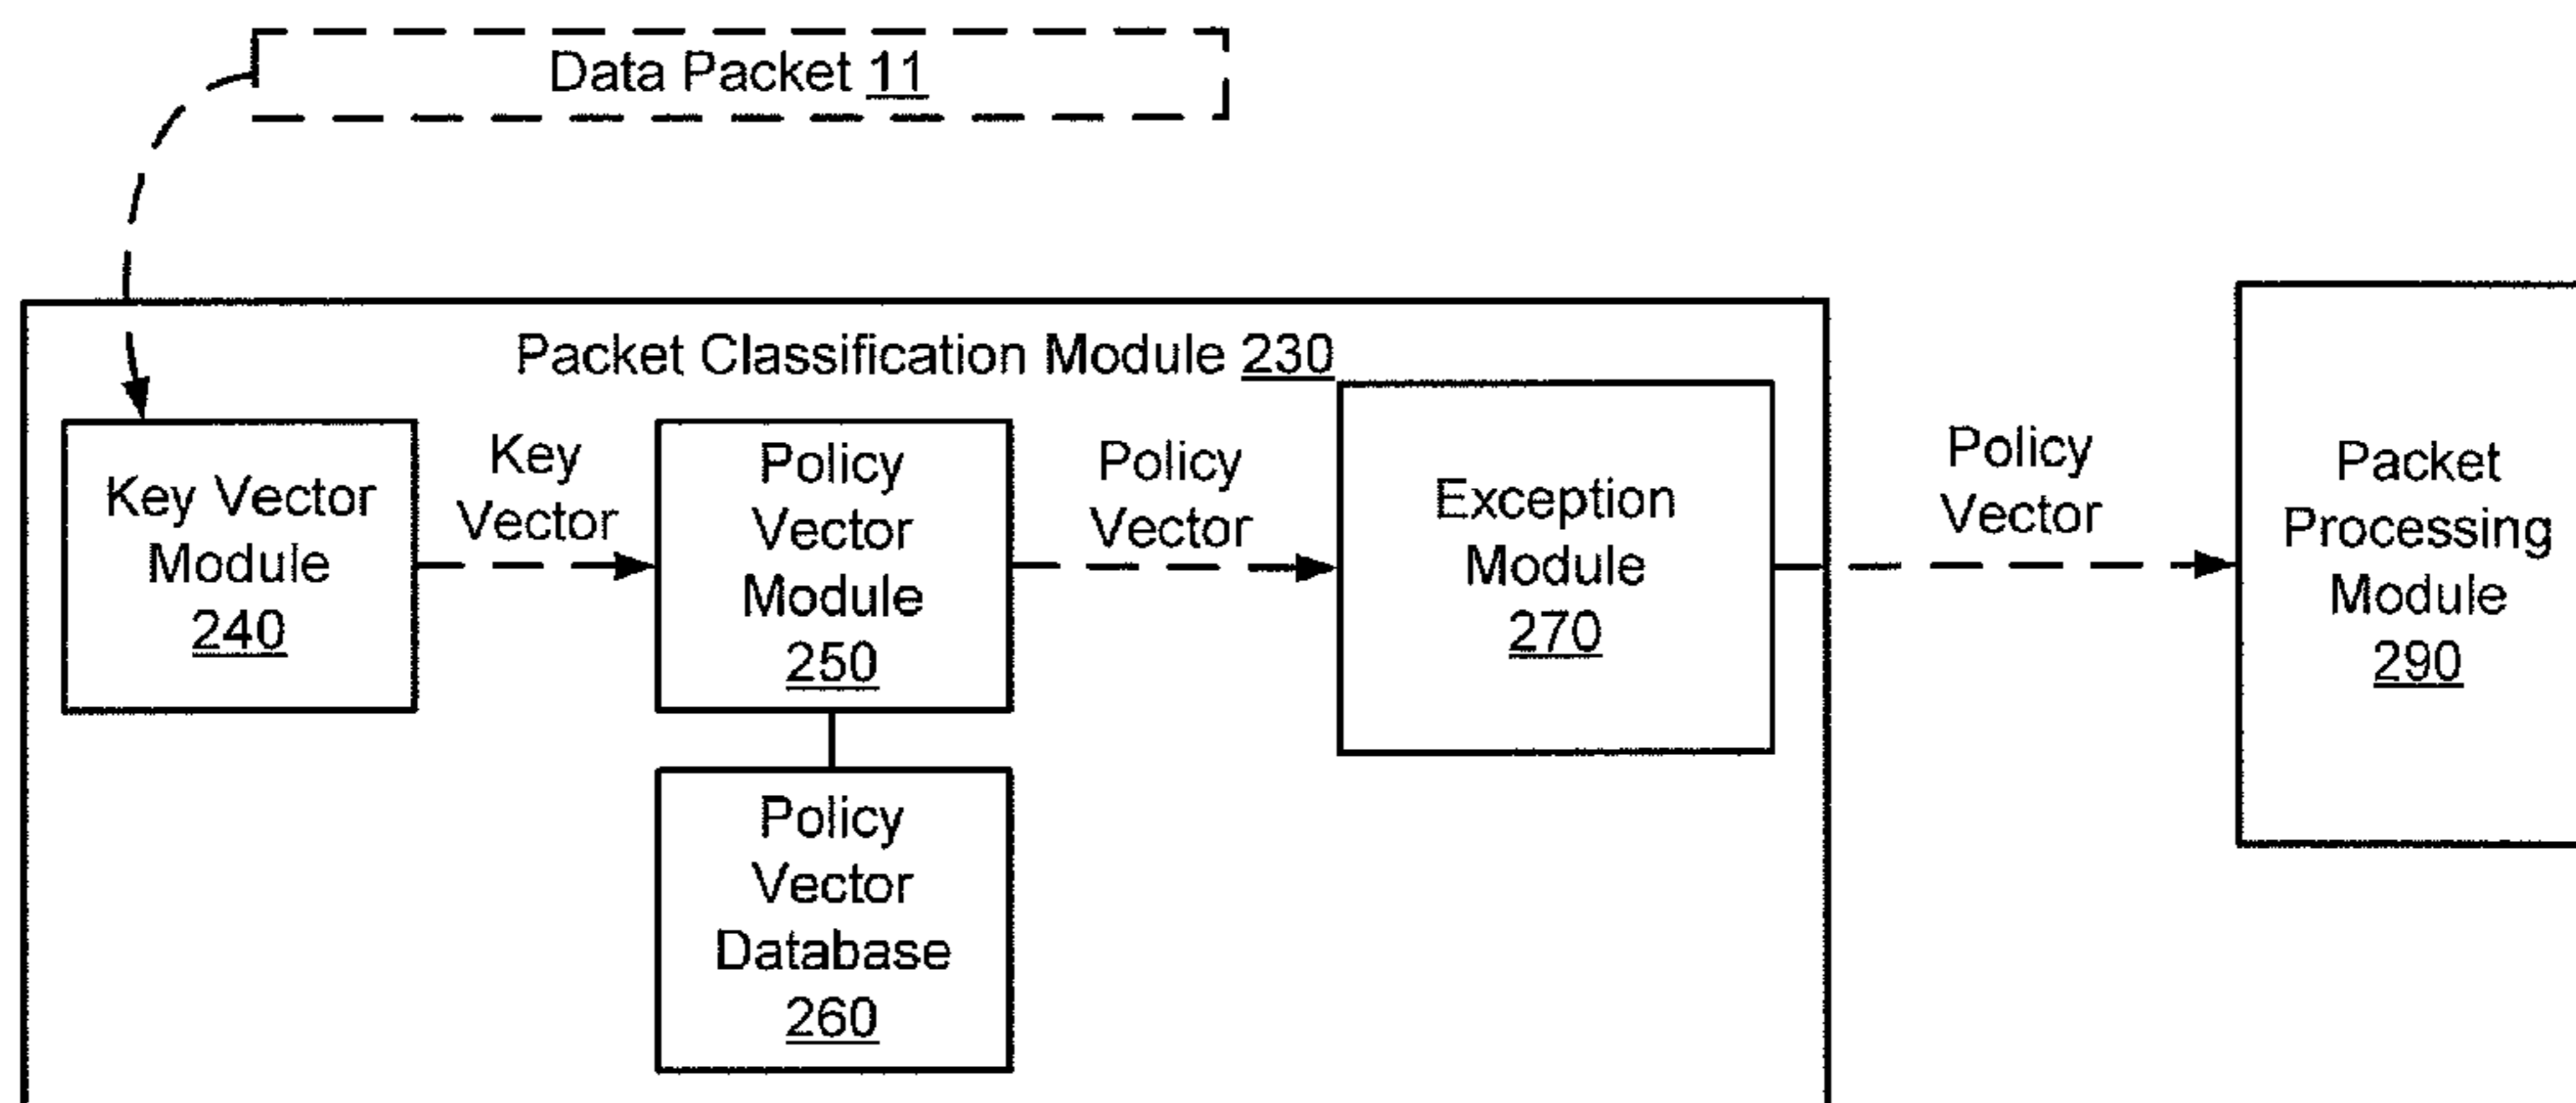 Data Packet 11
Packet Classification Module 230
Key Vector
Module
240
Key
Vector
Policy
Vector
Module
250
Policy
Vector
Exception
Module
270
Policy
Vector
Packet
Processing
Module
290
Policy
Vector
Database
260